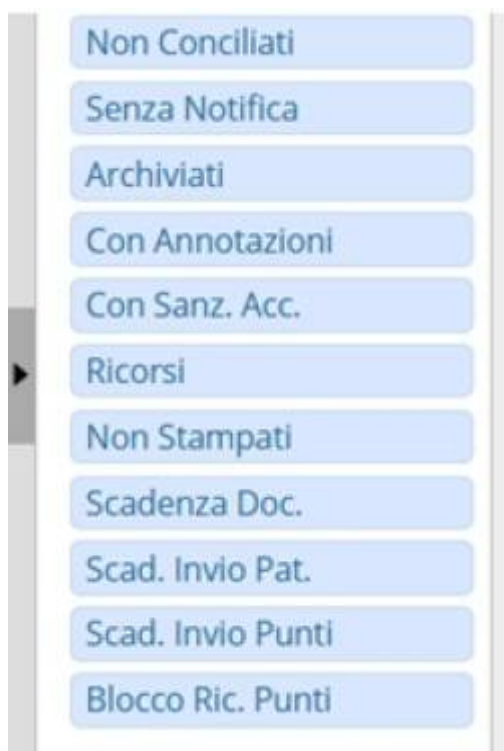 Non Conciliati
Senza Notifica
Archiviati
Con Annotazioni
Con Sanz. Acc.
Ricorsi
Non Stampati
Scadenza Doc.
Scad. Invio Pat.
Scad. Invio Punti
Blocco Ric. Punti